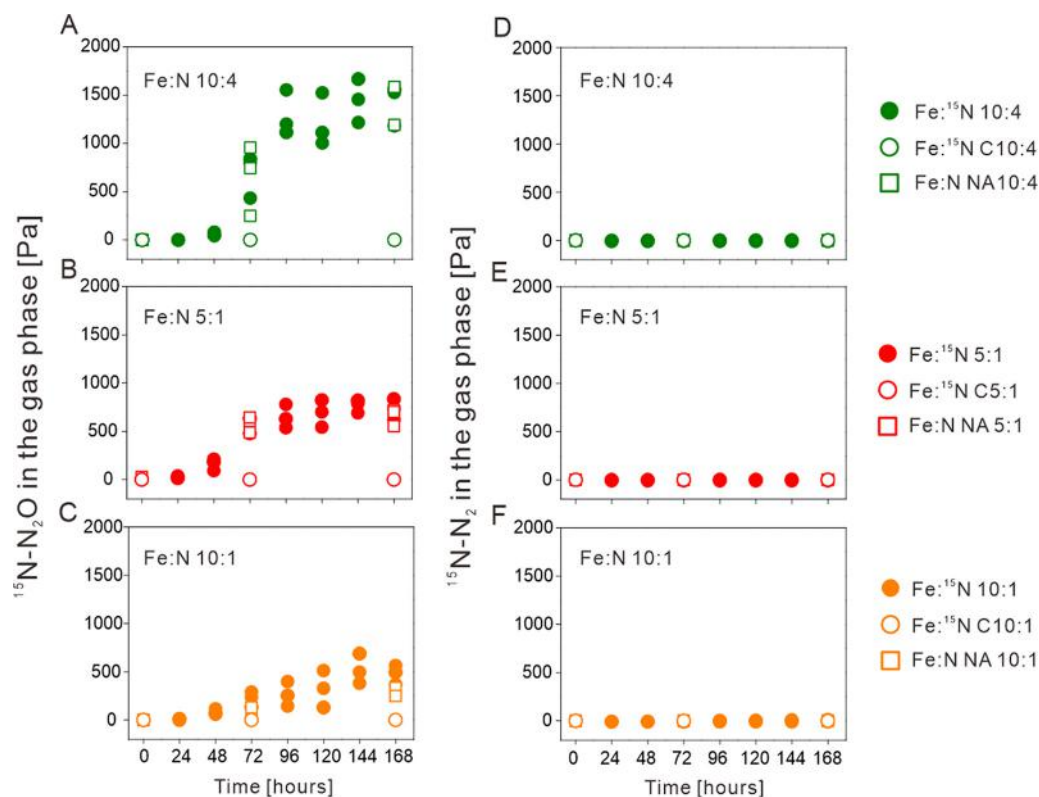 A
2000
1500
1000
500
0
Fe:N 10:4
B
2000
1500
1000
500
0
Fe:N 5:1
C
2000
1500
1000
500
0
Fe:N 10:1
0 24 48 72 96 120 144 168
Time [hours]
¹⁵N-N₂O in the gas phase [Pa]
D
2000
1500
1000
500
0
Fe:N 10:4
E
2000
1500
1000
500
0
Fe:N 5:1
F
2000
1500
1000
500
0
Fe:N 10:1
0 24 48 72 96 120 144 168
Time [hours]
¹⁵N-N₂ in the gas phase [Pa]
Fe:¹⁵N 10:4
Fe:¹⁵N C10:4
Fe:N NA10:4
Fe:¹⁵N 5:1
Fe:¹⁵N C5:1
Fe:N NA 5:1
Fe:¹⁵N 10:1
Fe:¹⁵N C10:1
Fe:N NA 10:1